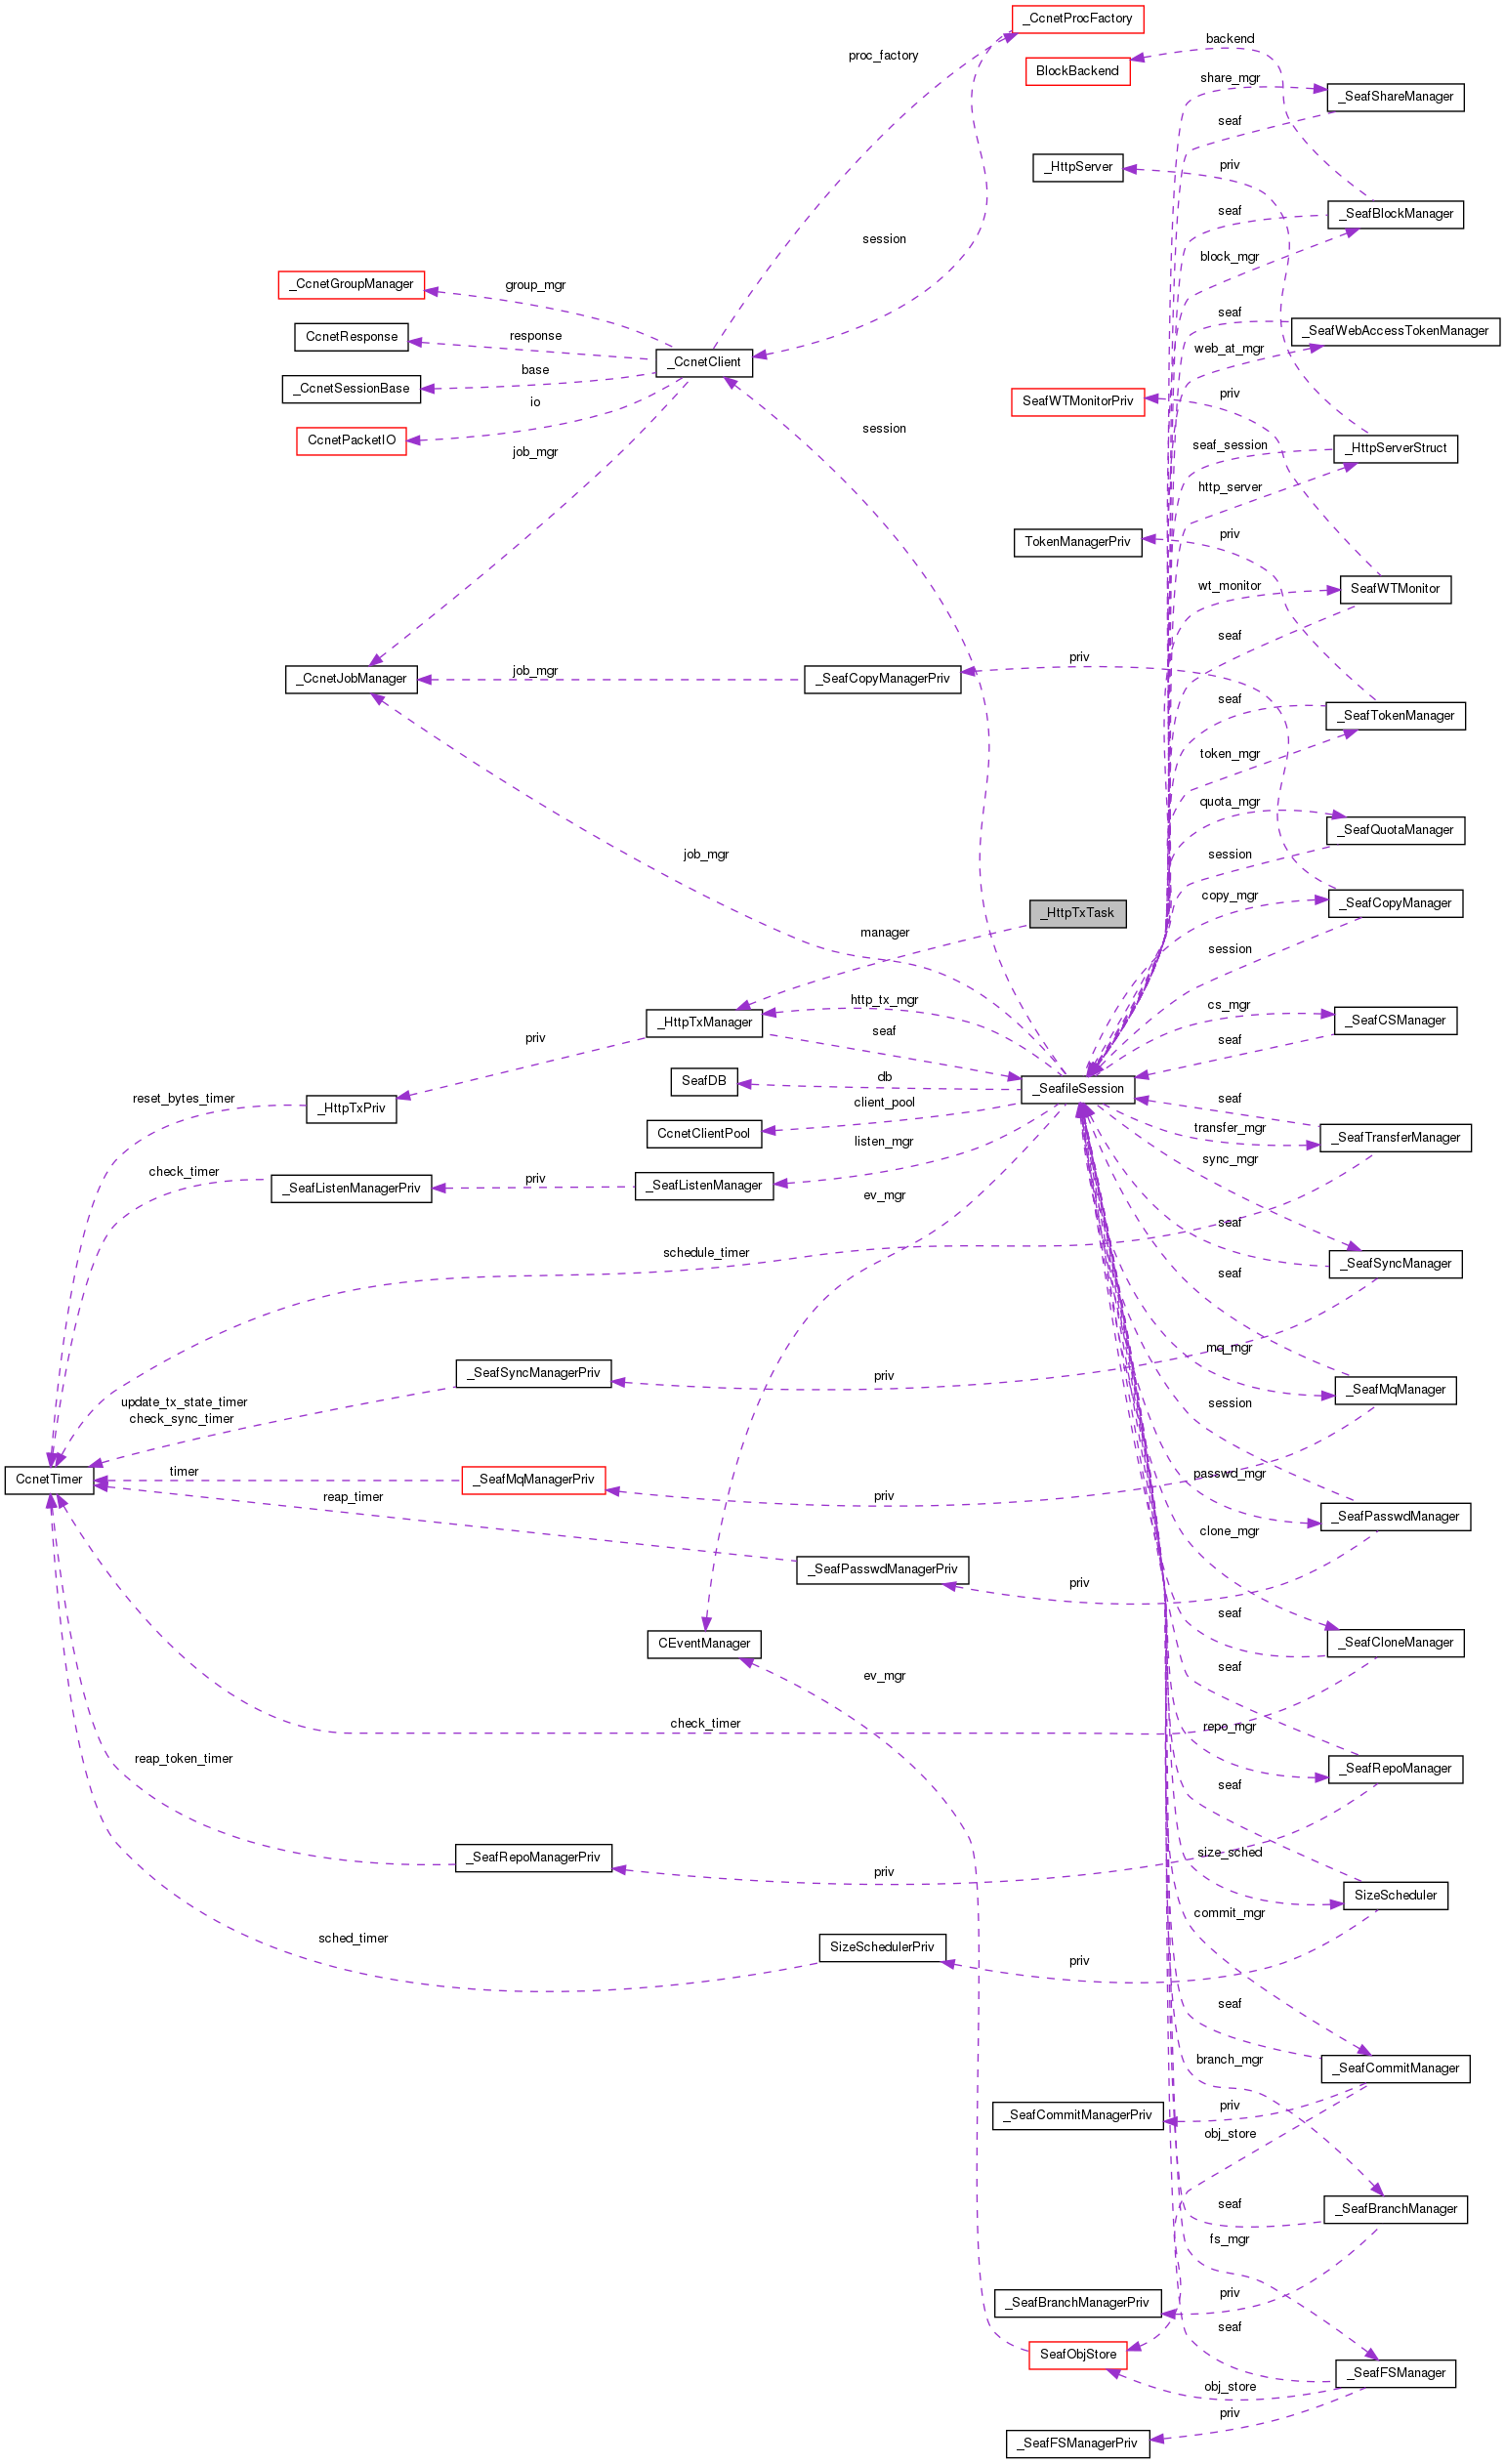 _CcnetProcFactory
backend
proc_factory
BlockBackend
share_mgr
_SeafShareManager
seaf
_HttpServer
priv
seaf
_SeafBlockManager
session
block_mgr
_CcnetGroupManager
group_mgr
seaf
_SeafWebAccessTokenManager
CcnetResponse
response
web_at_mgr
_CcnetClient
base
_CcnetSessionBase
SeafWTMonitorPriv
priv
io
CcnetPacketIO
session
seaf_session
_HttpServerStruct
job_mgr
http_server
TokenManagerPriv
priv
wt_monitor
SeafWTMonitor
seaf
priv
_CcnetJobManager
job_mgr
_SeafCopyManagerPriv
seaf
_SeafTokenManager
token_mgr
quota_mgr
_SeafQuotaManager
job_mgr
session
copy_mgr
_SeafCopyManager
_HttpTxTask
manager
session
http_tx_mgr
cs_mgr
_HttpTxManager
_SeafCSManager
seaf
priv
seaf
SeafDB
db
_SeafileSession
reset_bytes_timer
_HttpTxPriv
client_pool
seaf
CcnetClientPool
transfer_mgr
_SeafTransferManager
listen_mgr
sync_mgr
check_timer
_SeafListenManagerPriv
priv
_SeafListenManager
ev_mgr
seaf
schedule_timer
_SeafSyncManager
seaf
mq_mgr
_SeafSyncManagerPriv
priv
_SeafMqManager
update_tx_state_timer
check_sync_timer
session
CcnetTimer
timer
_SeafMqManagerPriv
passwd_mgr
reap_timer
priv
_SeafPasswdManager
clone_mgr
_SeafPasswdManagerPriv
priv
seaf
CEventManager
_SeafCloneManager
ev_mgr
seaf
check_timer
repo_mgr
reap_token_timer
_SeafRepoManager
seaf
_SeafRepoManagerPriv
priv
size_sched
SizeScheduler
commit_mgr
sched_timer
SizeSchedulerPriv
priv
seaf
branch_mgr
_SeafCommitManager
_SeafCommitManagerPriv
priv
obj_store
seaf
_SeafBranchManager
fs_mgr
_SeafBranchManagerPriv
priv
seaf
SeafObjStore
_SeafFSManager
obj_store
priv
_SeafFSManagerPriv